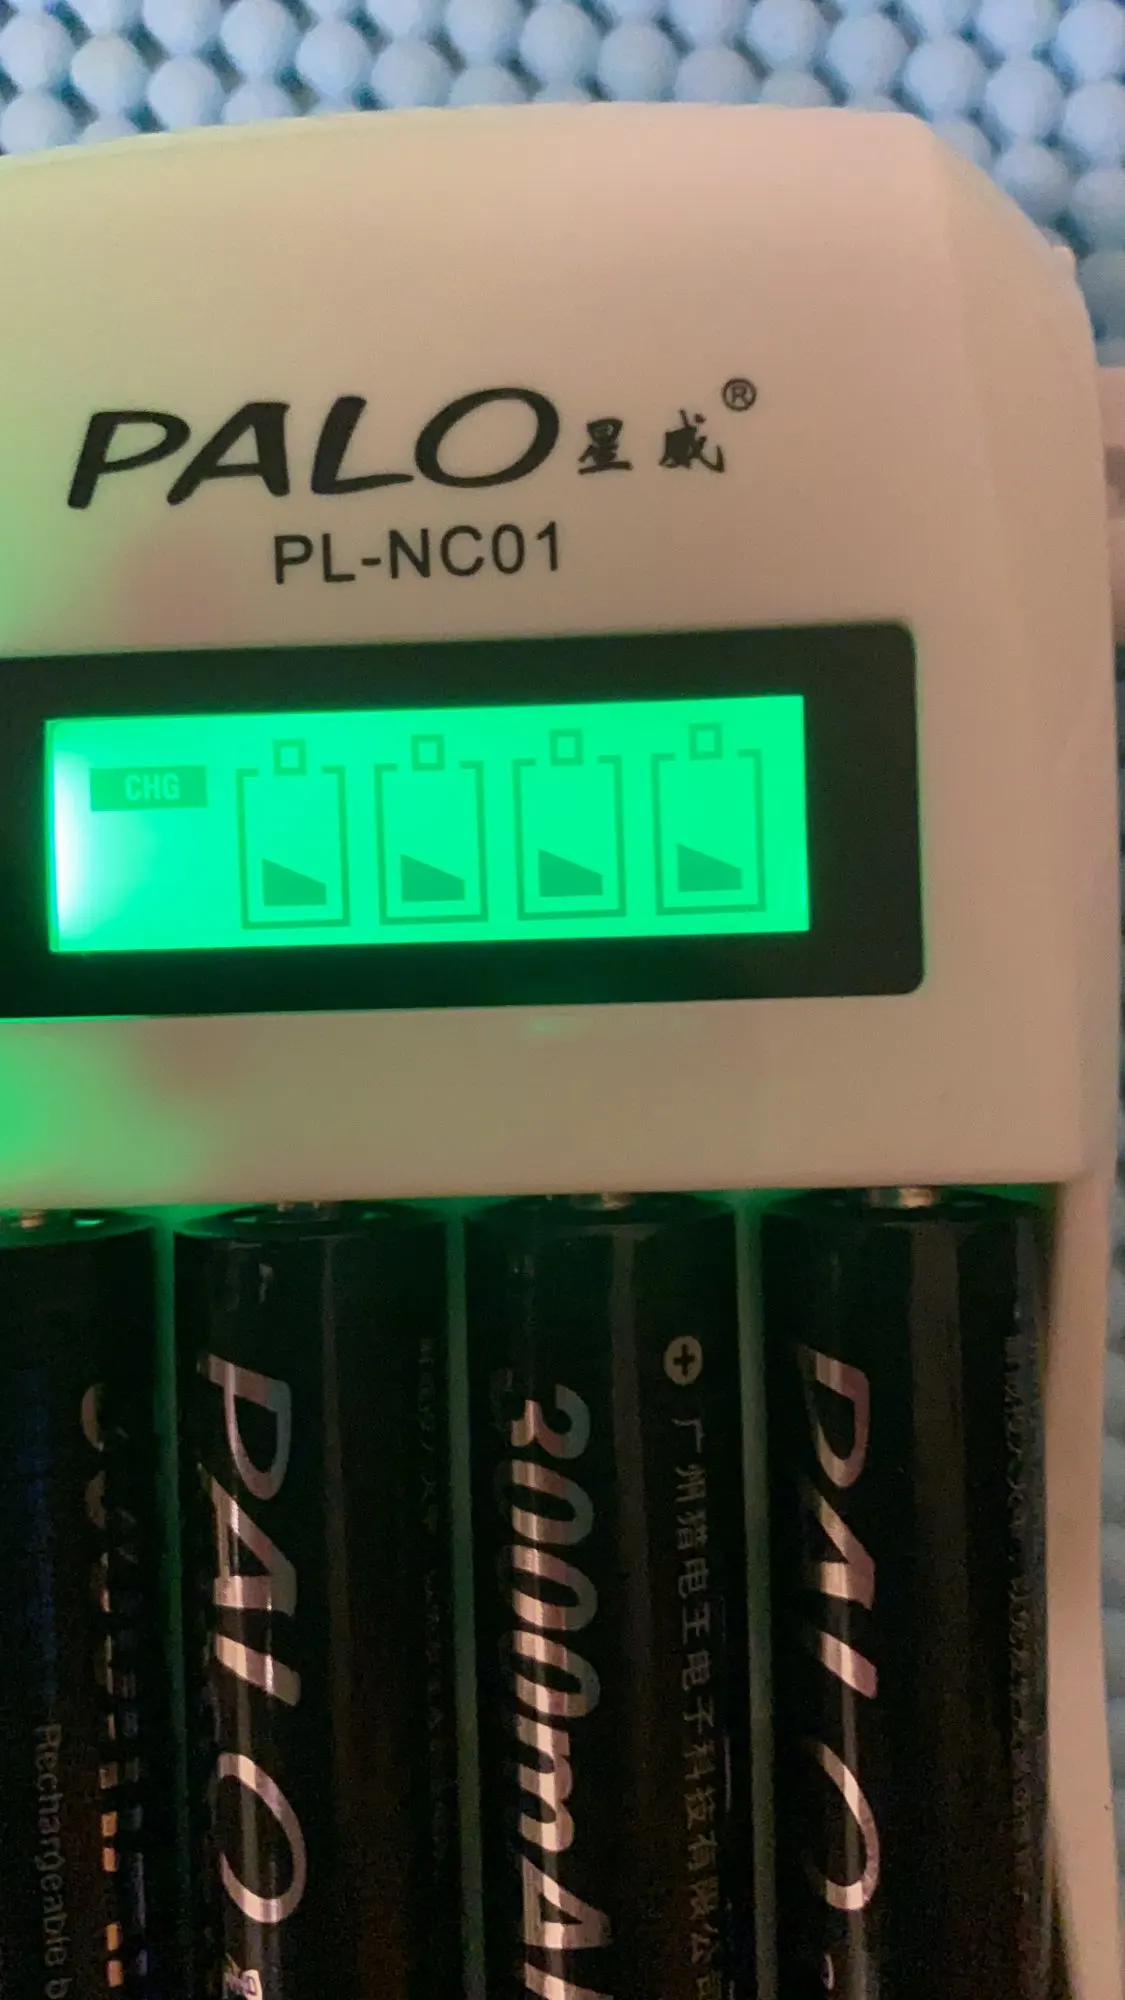 PALO星威®
PL-NC01
CHG
Rechargeable b
PALO
3000mA
广州猎电王电子科技有限公司
PALO